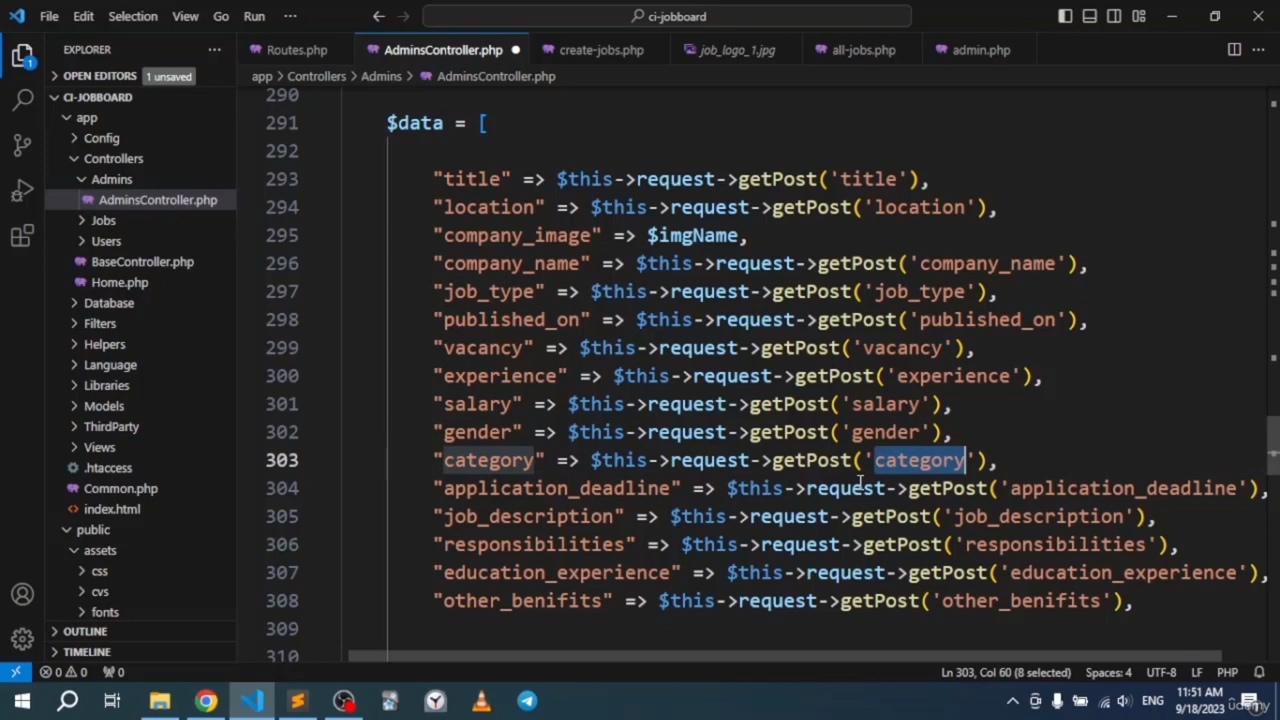 File Edit Selection View Go Run ··· ci-jobboard
EXPLORER ··· Routes.php AdminsController.php create-jobs.php job_logo_1.jpg all-jobs.php admin.php ···
OPEN EDITORS 1 unsaved
app > Controllers > Admins > AdminsController.php
CI-JOBBOARD
app
Config
Controllers
Admins
AdminsController.php
Jobs
Users
BaseController.php
Home.php
Database
Filters
Helpers
Language
Libraries
Models
ThirdParty
Views
.htaccess
Common.php
index.html
public
assets
css
cvs
fonts
OUTLINE
TIMELINE
1
290
291 $data = [
292
293 "title" => $this->request->getPost('title'),
294 "location" => $this->request->getPost('location'),
295 "company_image" => $imgName,
296 "company_name" => $this->request->getPost('company_name'),
297 "job_type" => $this->request->getPost('job_type'),
298 "published_on" => $this->request->getPost('published_on'),
299 "vacancy" => $this->request->getPost('vacancy'),
300 "experience" => $this->request->getPost('experience'),
301 "salary" => $this->request->getPost('salary'),
302 "gender" => $this->request->getPost('gender'),
303 "category" => $this->request->getPost('category'),
304 "application_deadline" => $this->request->getPost('application_deadline'),
305 "job_description" => $this->request->getPost('job_description'),
306 "responsibilities" => $this->request->getPost('responsibilities'),
307 "education_experience" => $this->request->getPost('education_experience'),
308 "other_benifits" => $this->request->getPost('other_benifits'),
309
310
0 0 0 Ln 303, Col 60 (8 selected) Spaces: 4 UTF-8 LF PHP
ENG 11:51 AM
9/18/2023
udemy